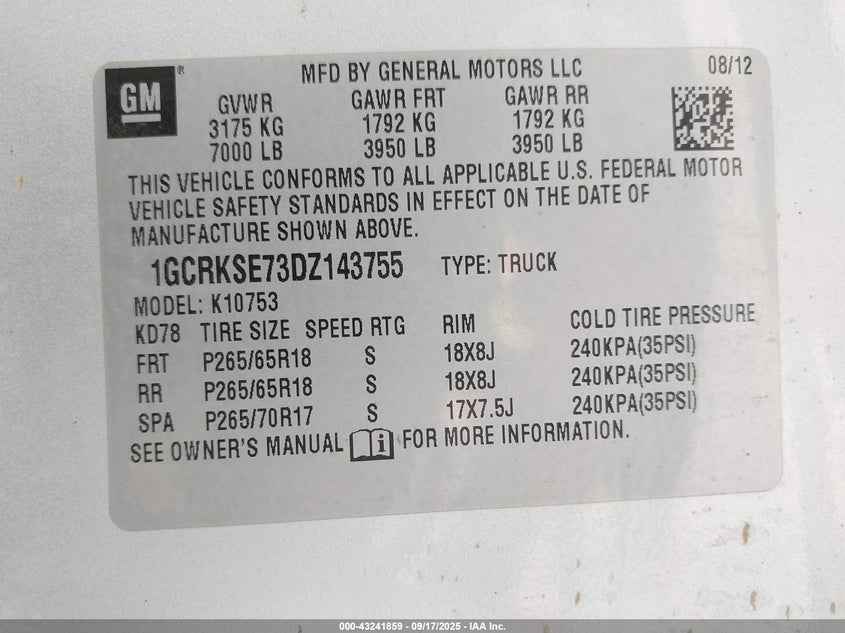 GM
MFD BY GENERAL MOTORS LLC 08/12
GVWR GAWR FRT GAWR RR
3175 KG 1792 KG 1792 KG
7000 LB 3950 LB 3950 LB
THIS VEHICLE CONFORMS TO ALL APPLICABLE U.S. FEDERAL MOTOR
VEHICLE SAFETY STANDARDS IN EFFECT ON THE DATE OF
MANUFACTURE SHOWN ABOVE.
1GCRKSE73DZ143755 TYPE: TRUCK
MODEL: K10753
KD78 TIRE SIZE SPEED RTG RIM COLD TIRE PRESSURE
FRT P265/65R18 S 18X8J 240KPA(35PSI)
RR P265/65R18 S 18X8J 240KPA(35PSI)
SPA P265/70R17 S 17X7.5J 240KPA(35PSI)
SEE OWNER'S MANUAL i FOR MORE INFORMATION.
000-43241859 - 09/17/2025 - IAA Inc.